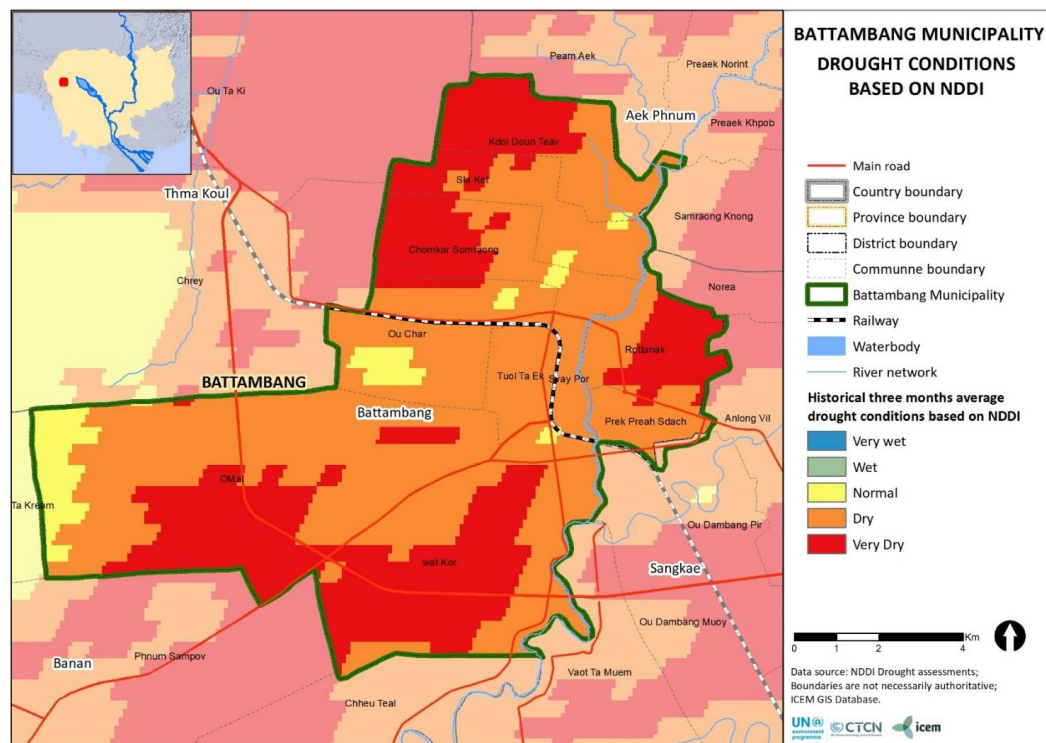 BATTAMBANG MUNICIPALITY
DROUGHT CONDITIONS
BASED ON NDDI
Main road
Country boundary
Province boundary
District boundary
Communne boundary
Battambang Municipality
Railway
Waterbody
River network
Historical three months average
drought conditions based on NDDI
Very wet
Wet
Normal
Dry
Very Dry
0 1 2 4 Km
Data source: NDDI Drought assessments;
Boundaries are not necessarily authoritative;
ICEM GIS Database.
UN
environment
programme
CTCN
icem
Peam Aek
Preaek Norint
Ou Ta Ki
Aek Phnum
Preaek Khpob
Kdol Doun Teav
Sla Ket
Thma Koul
Samraong Knong
Chomkar Somraong
Chrey
Norea
Ou Char
Rottanak
Tuol Ta Ek
Svay Por
BATTAMBANG
Battambang
Prek Preah Sdach
Anlong Vil
OMal
Ta Kream
Ou Dambang Pir
wat Kor
Sangkae
Ou Dambang Muoy
Phnum Sampov
Banan
Vaot Ta Muem
Chheu Teal